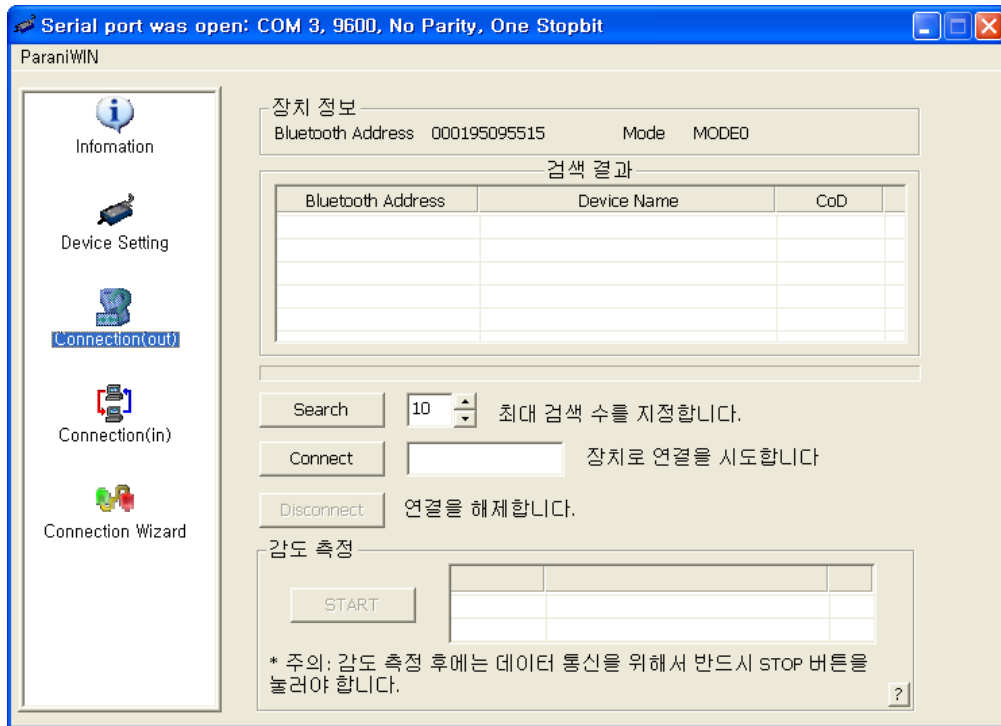 Serial port was open: COM 3, 9600, No Parity, One Stopbit
ParaniWIN
Infomation
Device Setting
Connection(out)
Connection(in)
Connection Wizard
장치 정보
Bluetooth Address 000195095515 Mode MODE0
검색 결과
Bluetooth Address Device Name CoD
Search 10 최대 검색 수를 지정합니다.
Connect 장치로 연결을 시도합니다
Disconnect 연결을 해제합니다.
감도 측정
START
* 주의: 감도 측정 후에는 데이터 통신을 위해서 반드시 STOP 버튼을
눌러야 합니다.
?